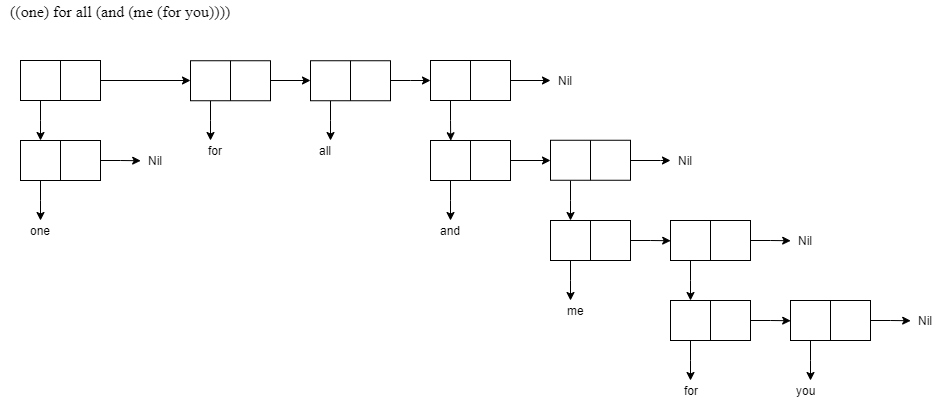 ((one) for all (and (me (for you))))
Nil
Nil
for
all
Nil
one
and
Nil
me
Nil
for
you